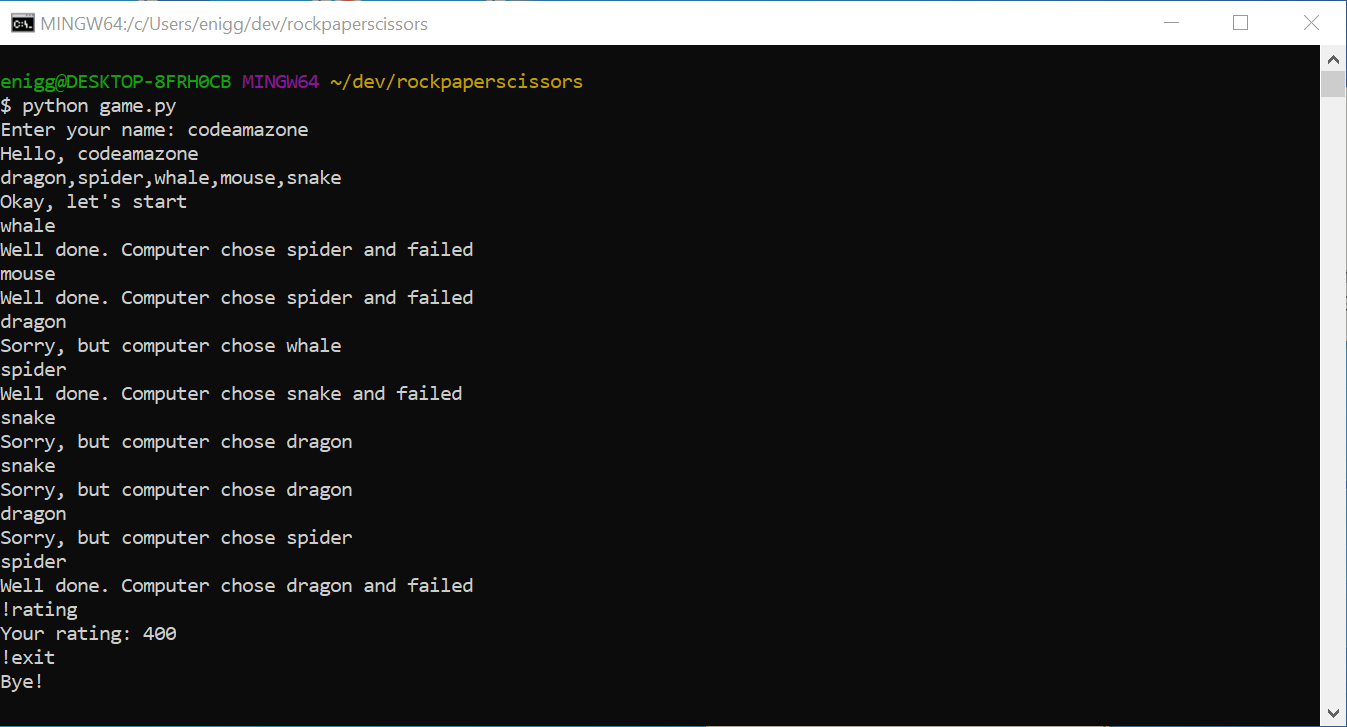 MINGW64:/c/Users/enigg/dev/rockpaperscissors
enigg@DESKTOP-8FRH0CB MINGW64 ~/dev/rockpaperscissors
$ python game.py
Enter your name: codeamazone
Hello, codeamazone
dragon,spider,whale,mouse,snake
Okay, let's start
whale
Well done. Computer chose spider and failed
mouse
Well done. Computer chose spider and failed
dragon
Sorry, but computer chose whale
spider
Well done. Computer chose snake and failed
snake
Sorry, but computer chose dragon
snake
Sorry, but computer chose dragon
dragon
Sorry, but computer chose spider
spider
Well done. Computer chose dragon and failed
!rating
Your rating: 400
!exit
Bye!